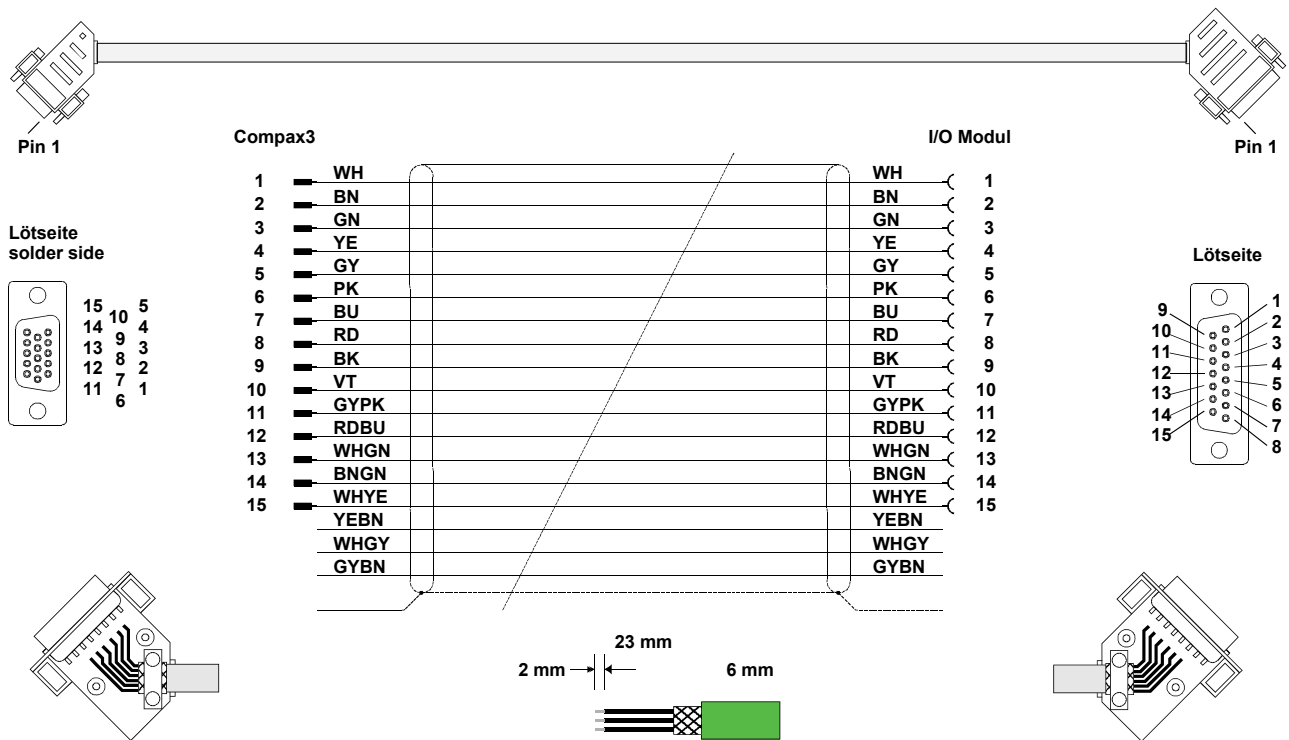 Pin 1
Pin 1
Compax3
I/O Modul
1 WH WH 1
2 BN BN 2
3 GN GN 3
4 YE YE 4
5 GY GY 5
6 PK PK 6
7 BU BU 7
8 RD RD 8
9 BK BK 9
10 VT VT 10
11 GYPK GYPK 11
12 RDBU RDBU 12
13 WHGN WHGN 13
14 BNGN BNGN 14
15 WHYE WHYE 15
YEBN YEBN
WHGY WHGY
GYBN GYBN
Lötseite
solder side
15 5
10
14 4
9
13 3
8
12 2
7
11 1
6
Lötseite
1
9
2
10
3
11
4
12
5
13
6
14
7
15
8
23 mm
2 mm
6 mm